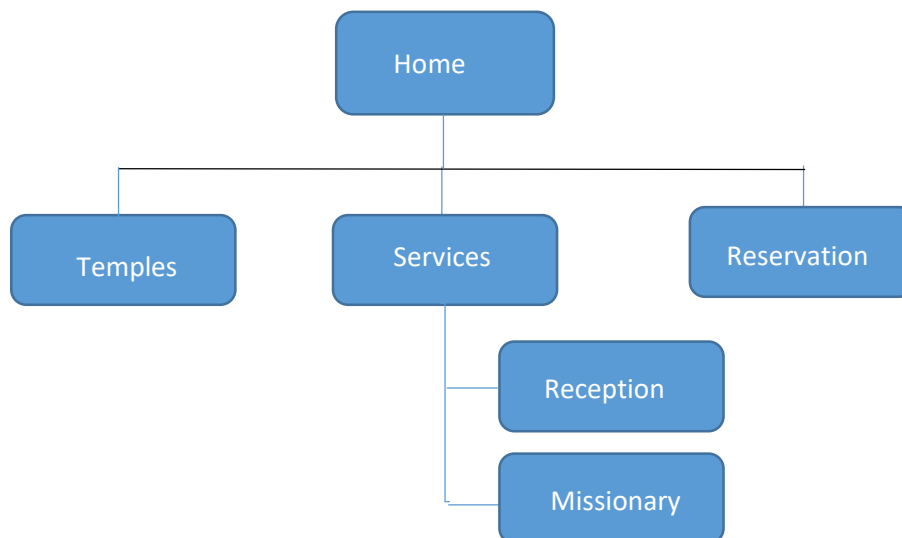 Home
Temples
Services
Reservation
Reception
Missionary